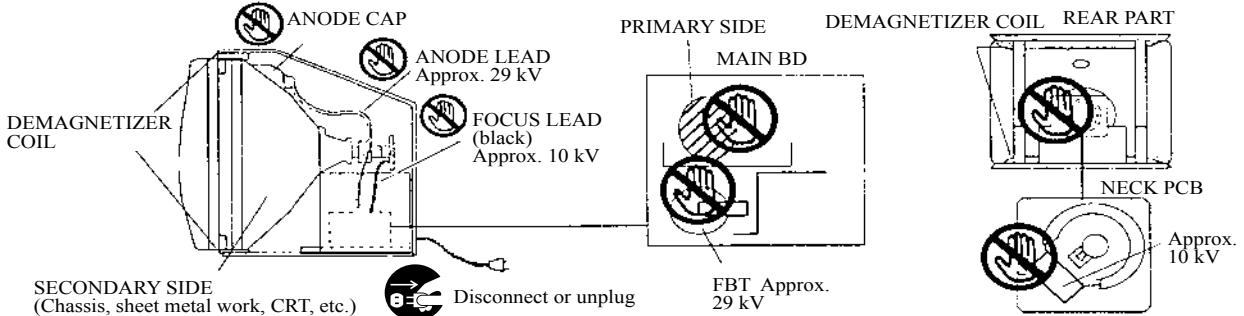 ANODE CAP
ANODE LEAD
Approx. 29 kV
FOCUS LEAD
(black)
Approx. 10 kV
DEMAGNETIZER
COIL
SECONDARY SIDE
(Chassis, sheet metal work, CRT, etc.)
Disconnect or unplug
PRIMARY SIDE
MAIN BD
FBT Approx.
29 kV
DEMAGNETIZER COIL
REAR PART
NECK PCB
Approx.
10 kV